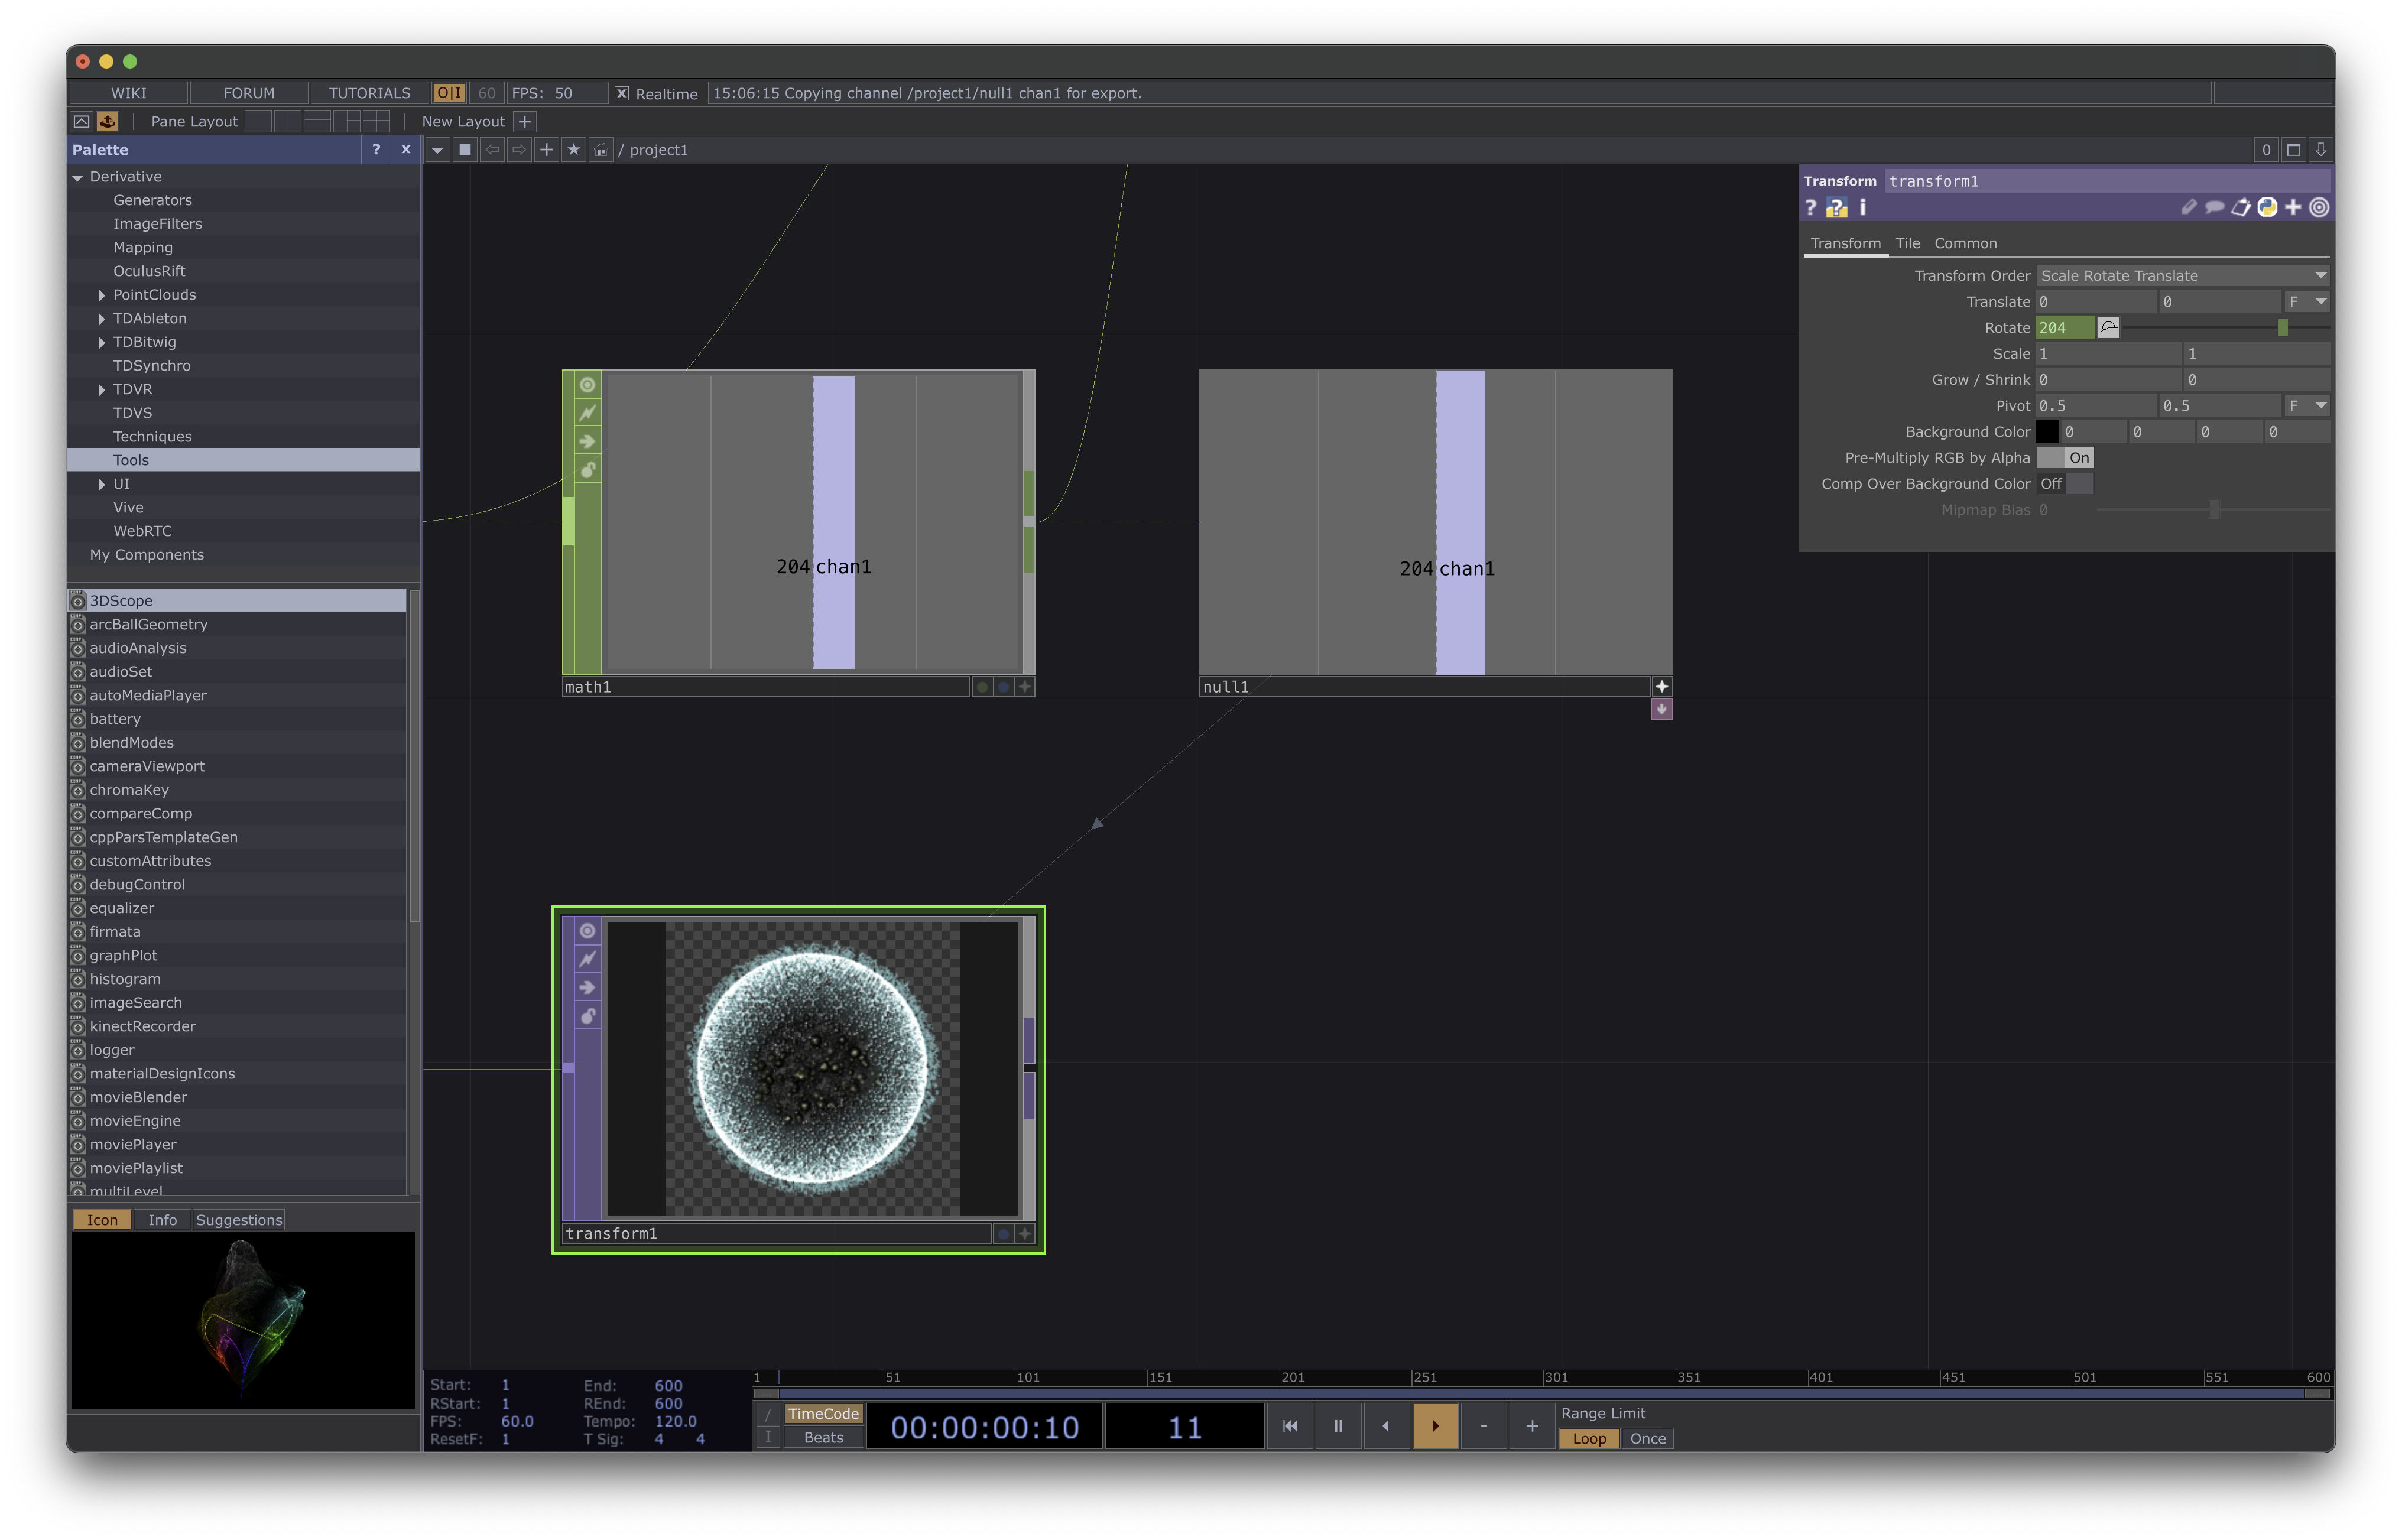 WIKI FORUM TUTORIALS O|I 60 FPS: 50 x Realtime 15:06:15 Copying channel /project1/null1 chan1 for export.
Pane Layout New Layout +
Palette ? x / project1 0
Derivative
Generators
ImageFilters
Mapping
OculusRift
PointClouds
TDAbleton
TDBitwig
TDSynchro
TDVR
TDVS
Techniques
Tools
UI
Vive
WebRTC
My Components
3DScope
arcBallGeometry
audioAnalysis
audioSet
autoMediaPlayer
battery
blendModes
cameraViewport
chromaKey
compareComp
cppParsTemplateGen
customAttributes
debugControl
equalizer
firmata
graphPlot
histogram
imageSearch
kinectRecorder
logger
materialDesignIcons
movieBlender
movieEngine
moviePlayer
moviePlaylist
multiLevel
Icon Info Suggestions
204 chan1
math1
204 chan1
null1
transform1
Transform transform1
? ? i
Transform Tile Common
Transform Order Scale Rotate Translate
Translate 0 0 F
Rotate 204
Scale 1 1
Grow / Shrink 0 0
Pivot 0.5 0.5 F
Background Color 0 0 0 0
Pre-Multiply RGB by Alpha On
Comp Over Background Color Off
Mipmap Bias 0
Start: 1 End: 600
RStart: 1 REnd: 600
FPS: 60.0 Tempo: 120.0
ResetF: 1 T Sig: 4 4
1 51 101 151 201 251 301 351 401 451 501 551 600
/ TimeCode 00:00:00:10 11 - + Range Limit
I Beats Loop Once